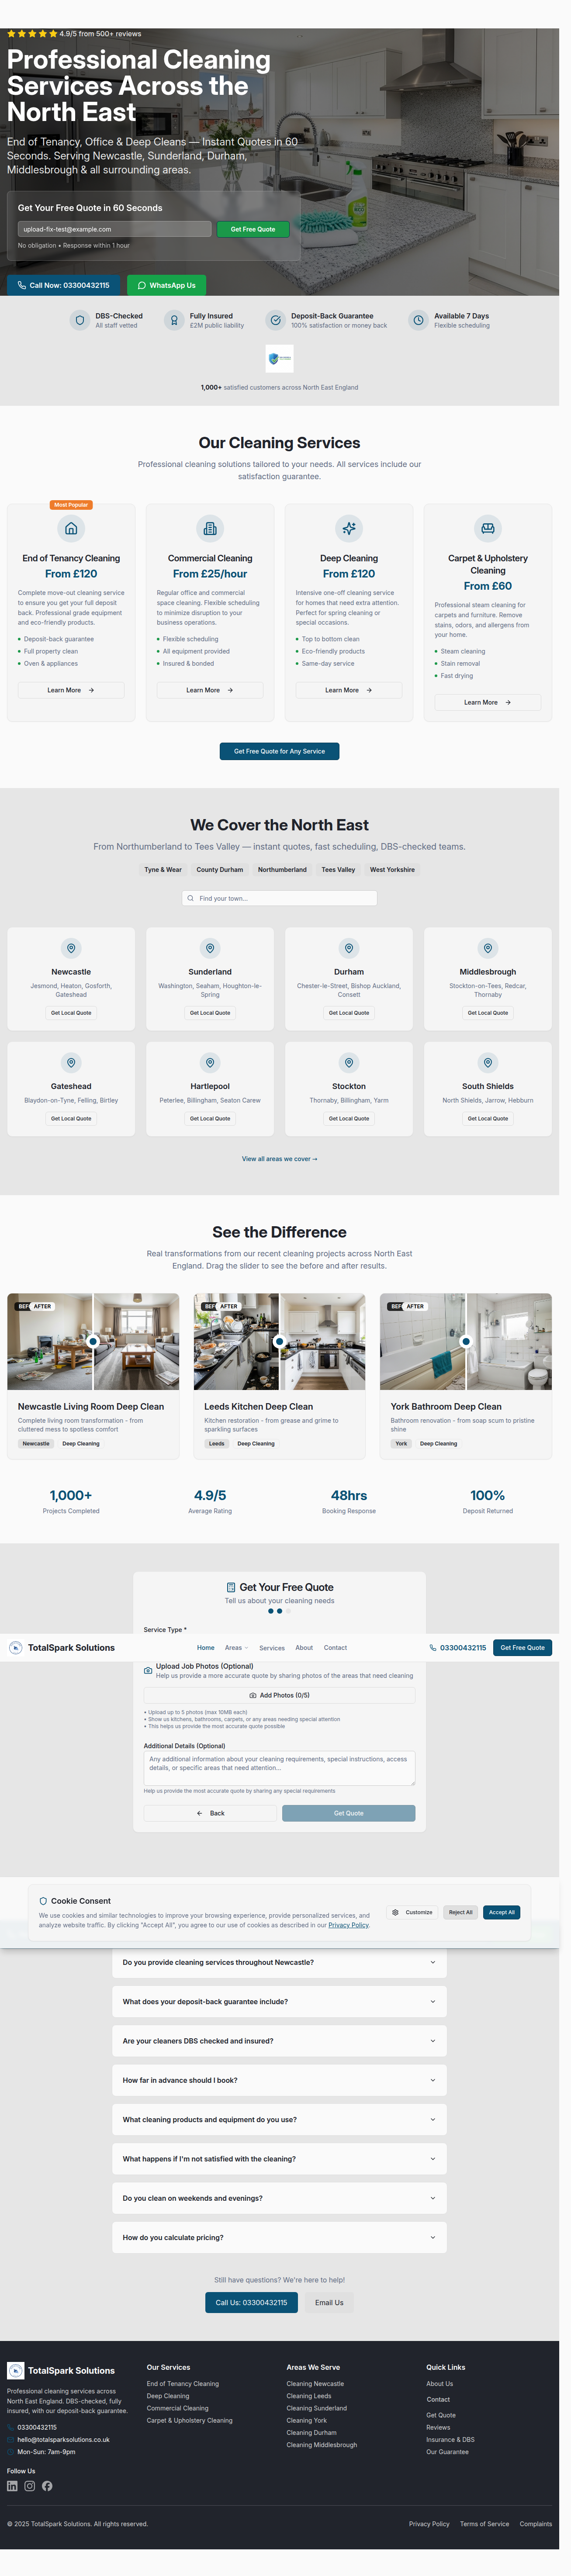 4.9/5 from 500+ reviews
Professional Cleaning
Services Across the
North East
End of Tenancy, Office & Deep Cleans — Instant Quotes in 60
Seconds. Serving Newcastle, Sunderland, Durham,
Middlesbrough & all surrounding areas.
Get Your Free Quote in 60 Seconds
upload-fix-test@example.com
Get Free Quote
No obligation • Response within 1 hour
Call Now: 03300432115
WhatsApp Us
DBS-Checked
All staff vetted
Fully Insured
£2M public liability
Deposit-Back Guarantee
100% satisfaction or money back
Available 7 Days
Flexible scheduling
1,000+ satisfied customers across North East England
Our Cleaning Services
Professional cleaning solutions tailored to your needs. All services include our
satisfaction guarantee.
Most Popular
End of Tenancy Cleaning
From £120
Complete move-out cleaning service
to ensure you get your full deposit
back. Professional grade equipment
and eco-friendly products.
Deposit-back guarantee
Full property clean
Oven & appliances
Learn More
Commercial Cleaning
From £25/hour
Regular office and commercial
space cleaning. Flexible scheduling
to minimize disruption to your
business operations.
Flexible scheduling
All equipment provided
Insured & bonded
Learn More
Deep Cleaning
From £120
Intensive one-off cleaning service
for homes that need extra attention.
Perfect for spring cleaning or
special occasions.
Top to bottom clean
Eco-friendly products
Same-day service
Learn More
Carpet & Upholstery
Cleaning
From £60
Professional steam cleaning for
carpets and furniture. Remove
stains, odors, and allergens from
your home.
Steam cleaning
Stain removal
Fast drying
Learn More
Get Free Quote for Any Service
We Cover the North East
From Northumberland to Tees Valley — instant quotes, fast scheduling, DBS-checked teams.
Tyne & Wear
County Durham
Northumberland
Tees Valley
West Yorkshire
Find your town...
Newcastle
Jesmond, Heaton, Gosforth,
Gateshead
Get Local Quote
Sunderland
Washington, Seaham, Houghton-le-
Spring
Get Local Quote
Durham
Chester-le-Street, Bishop Auckland,
Consett
Get Local Quote
Middlesbrough
Stockton-on-Tees, Redcar,
Thornaby
Get Local Quote
Gateshead
Blaydon-on-Tyne, Felling, Birtley
Get Local Quote
Hartlepool
Peterlee, Billingham, Seaton Carew
Get Local Quote
Stockton
Thornaby, Billingham, Yarm
Get Local Quote
South Shields
North Shields, Jarrow, Hebburn
Get Local Quote
View all areas we cover →
See the Difference
Real transformations from our recent cleaning projects across North East
England. Drag the slider to see the before and after results.
BEF
AFTER
Newcastle Living Room Deep Clean
Complete living room transformation - from
cluttered mess to spotless comfort
Newcastle
Deep Cleaning
BEF
AFTER
Leeds Kitchen Deep Clean
Kitchen restoration - from grease and grime to
sparkling surfaces
Leeds
Deep Cleaning
BEF
AFTER
York Bathroom Deep Clean
Bathroom renovation - from soap scum to pristine
shine
York
Deep Cleaning
1,000+
Projects Completed
4.9/5
Average Rating
48hrs
Booking Response
100%
Deposit Returned
Get Your Free Quote
Tell us about your cleaning needs
Service Type *
TotalSpark Solutions
Home
Areas
Services
About
Contact
03300432115
Get Free Quote
Upload Job Photos (Optional)
Help us provide a more accurate quote by sharing photos of the areas that need cleaning
Add Photos (0/5)
• Upload up to 5 photos (max 10MB each)
• Show us kitchens, bathrooms, carpets, or any areas needing special attention
• This helps us provide the most accurate quote possible
Additional Details (Optional)
Any additional information about your cleaning requirements, special instructions, access
details, or specific areas that need attention...
Help us provide the most accurate quote by sharing any special requirements
Back
Get Quote
Cookie Consent
We use cookies and similar technologies to improve your browsing experience, provide personalized services, and
analyze website traffic. By clicking "Accept All", you agree to our use of cookies as described in our Privacy Policy.
Customize
Reject All
Accept All
Do you provide cleaning services throughout Newcastle?
What does your deposit-back guarantee include?
Are your cleaners DBS checked and insured?
How far in advance should I book?
What cleaning products and equipment do you use?
What happens if I'm not satisfied with the cleaning?
Do you clean on weekends and evenings?
How do you calculate pricing?
Still have questions? We're here to help!
Call Us: 03300432115
Email Us
TotalSpark Solutions
Professional cleaning services across
North East England. DBS-checked, fully
insured, with our deposit-back guarantee.
03300432115
hello@totalsparksolutions.co.uk
Mon-Sun: 7am-9pm
Follow Us
Our Services
End of Tenancy Cleaning
Deep Cleaning
Commercial Cleaning
Carpet & Upholstery Cleaning
Areas We Serve
Cleaning Newcastle
Cleaning Leeds
Cleaning Sunderland
Cleaning York
Cleaning Durham
Cleaning Middlesbrough
Quick Links
About Us
Contact
Get Quote
Reviews
Insurance & DBS
Our Guarantee
© 2025 TotalSpark Solutions. All rights reserved.
Privacy Policy
Terms of Service
Complaints